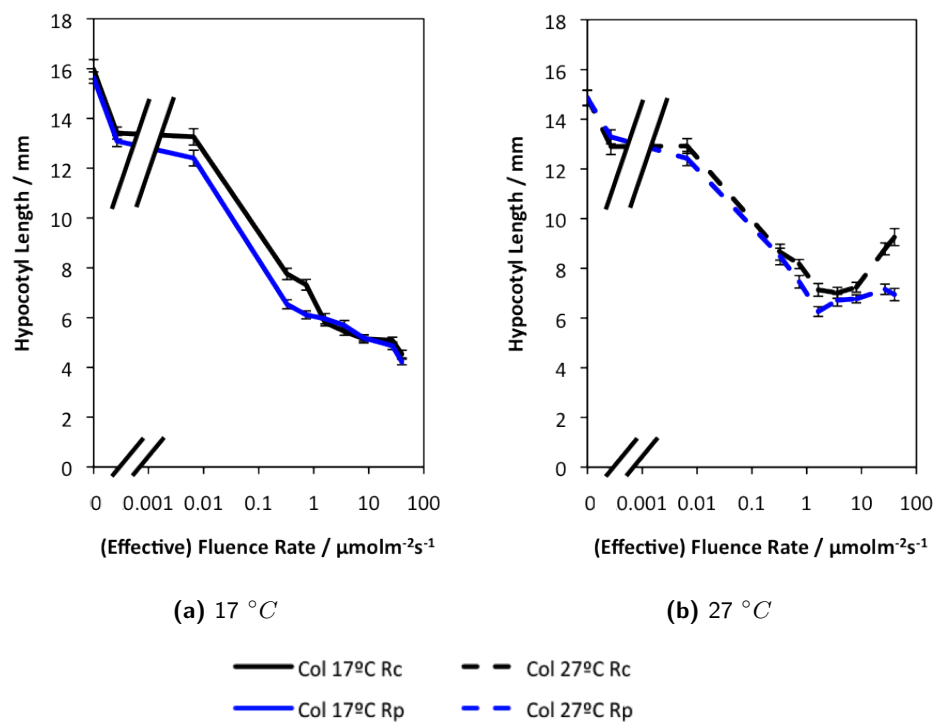 18
16
14
12
10
8
6
4
2
0
Hypocotyl Length / mm
0 0.001 0.01 0.1 1 10 100
(Effective) Fluence Rate / µmolm⁻²s⁻¹
(a) 17 °C
18
16
14
12
10
8
6
4
2
0
Hypocotyl Length / mm
0 0.001 0.01 0.1 1 10 100
(Effective) Fluence Rate / µmolm⁻²s⁻¹
(b) 27 °C
Col 17ºC Rc
Col 27ºC Rc
Col 17ºC Rp
Col 27ºC Rp